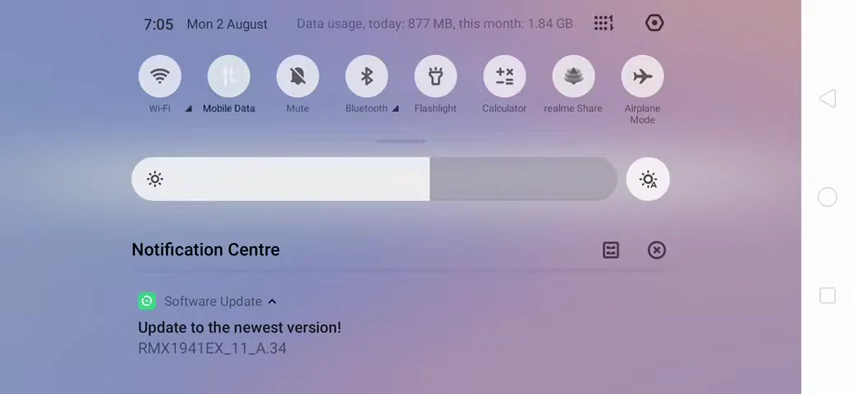 7:05 Mon 2 August Data usage, today: 877 MB, this month: 1.84 GB
Wi-Fi Mobile Data Mute Bluetooth Flashlight Calculator realme Share Airplane Mode
Notification Centre
Software Update
Update to the newest version!
RMX1941EX_11_A.34